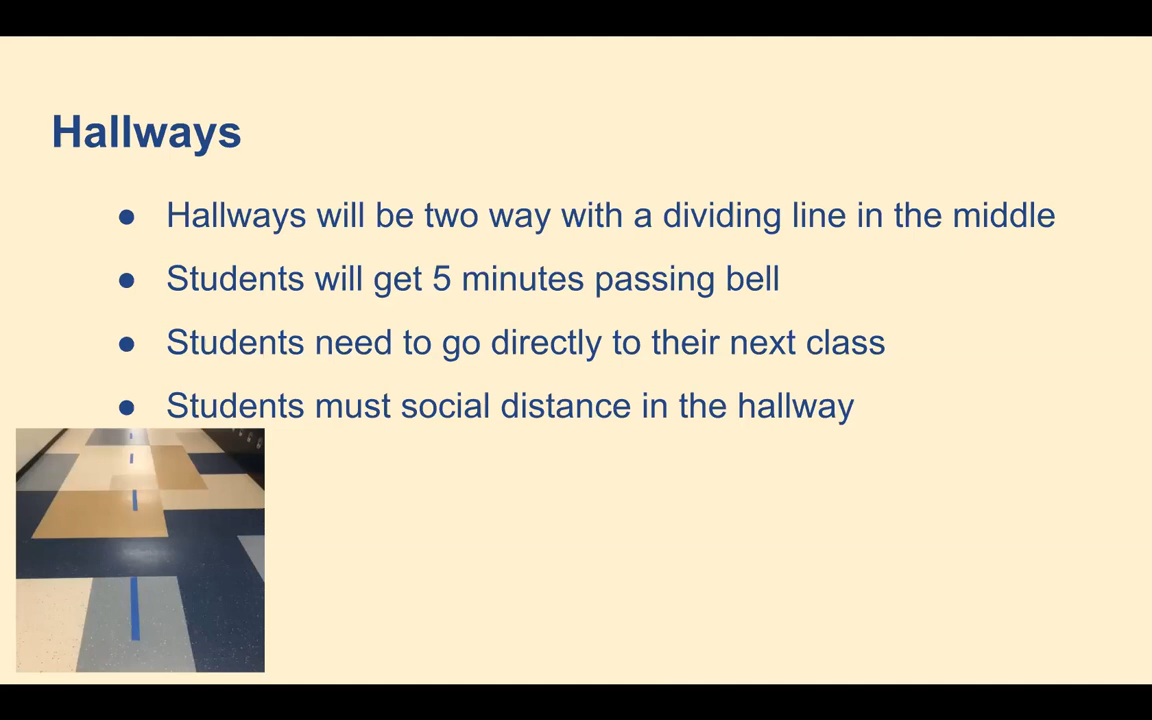 Hallways
● Hallways will be two way with a dividing line in the middle
● Students will get 5 minutes passing bell
● Students need to go directly to their next class
● Students must social distance in the hallway